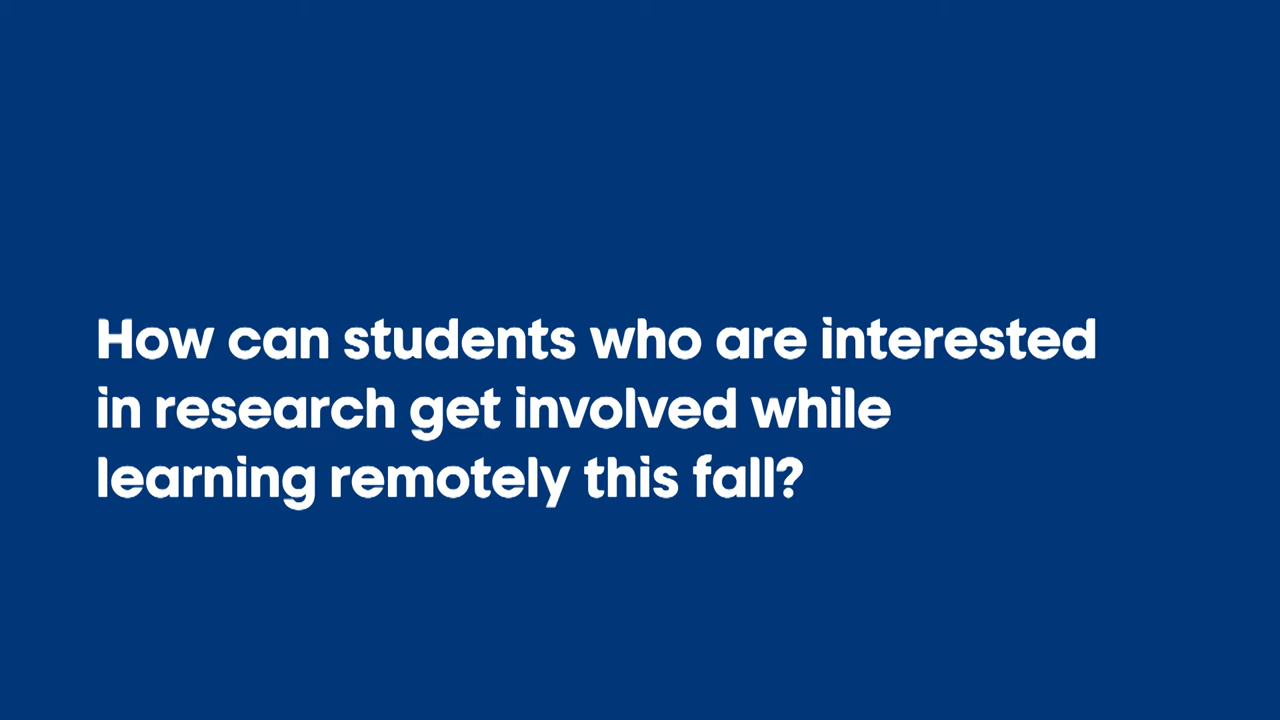 How can students who are interested
in research get involved while
learning remotely this fall?